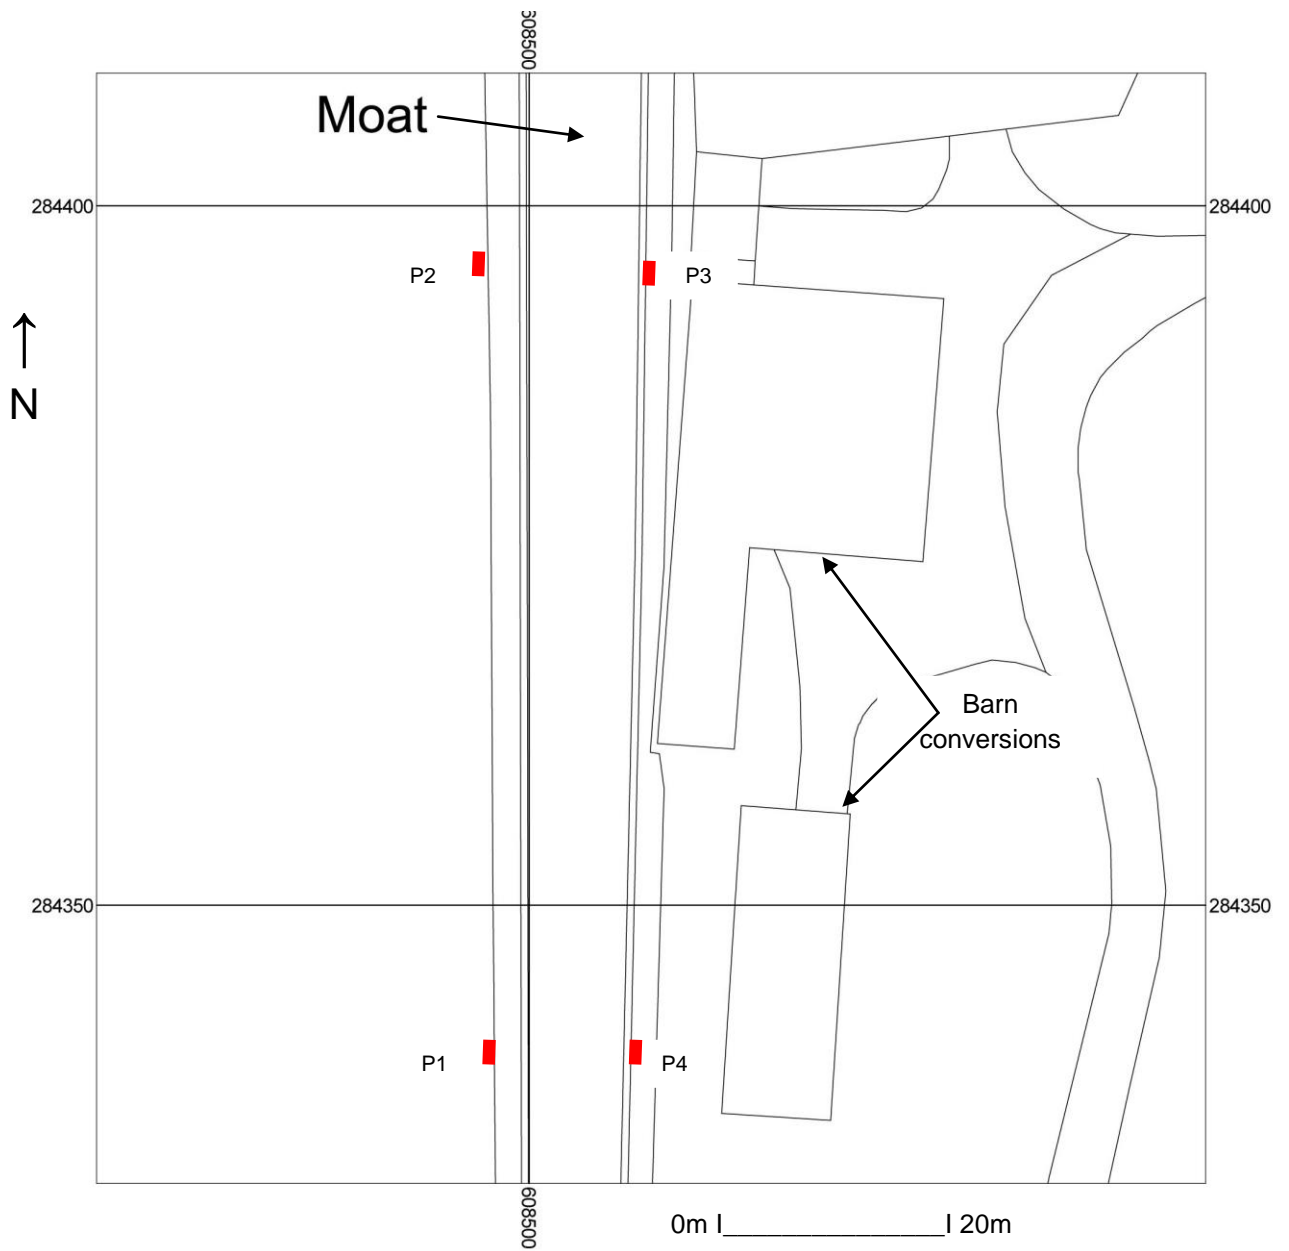 608500
Moat
284400
284400
P2
P3
↑
N
Barn
conversions
284350
284350
P1
P4
608500
0m I_______________I 20m